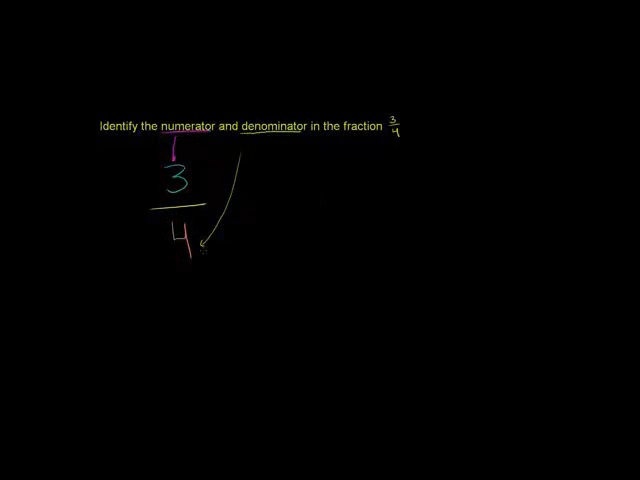 Identify the numerator and denominator in the fraction 3/4
3
4